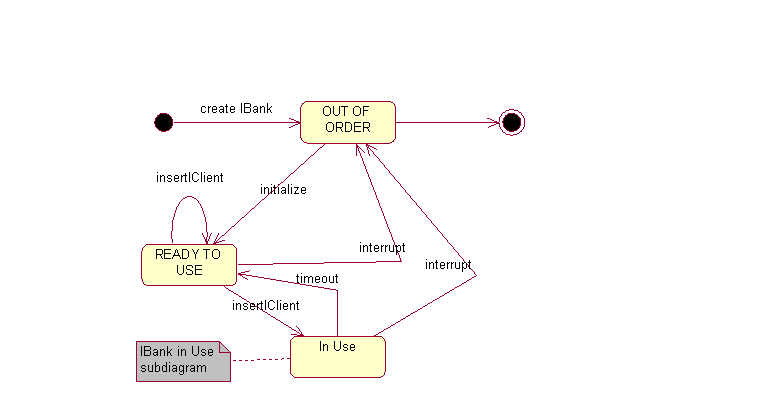 create IBank
OUT OF
ORDER
insertIClient
initialize
interrupt
READY TO
USE
interrupt
timeout
insertIClient
In Use
IBank in Use
subdiagram